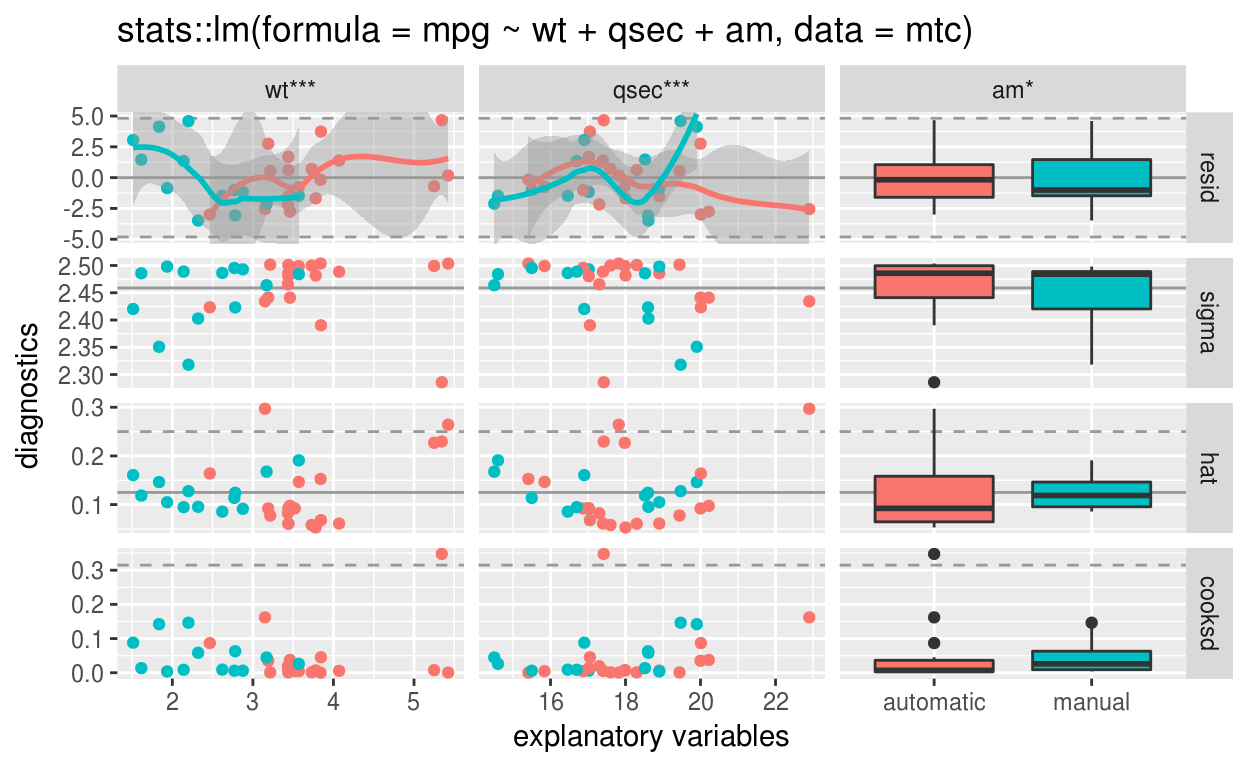 stats::lm(formula = mpg ~ wt + qsec + am, data = mtc)
wt*** qsec*** am*
5.0
2.5
0.0
-2.5
-5.0
resid
2.50
2.45
2.40
2.35
2.30
sigma
0.3
0.2
0.1
hat
0.3
0.2
0.1
0.0
cooksd
diagnostics
2 3 4 5 16 18 20 22 automatic manual
explanatory variables